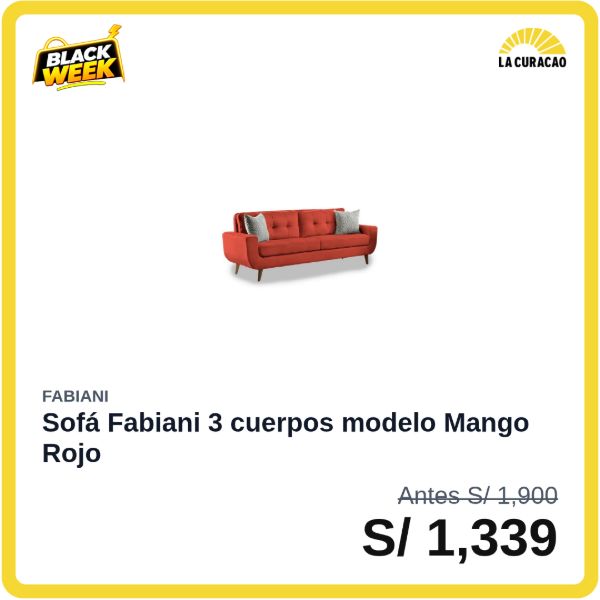 BLACK
WEEK
LA CURACAO
FABIANI
Sofá Fabiani 3 cuerpos modelo Mango
Rojo
Antes S/ 1,900
S/ 1,339